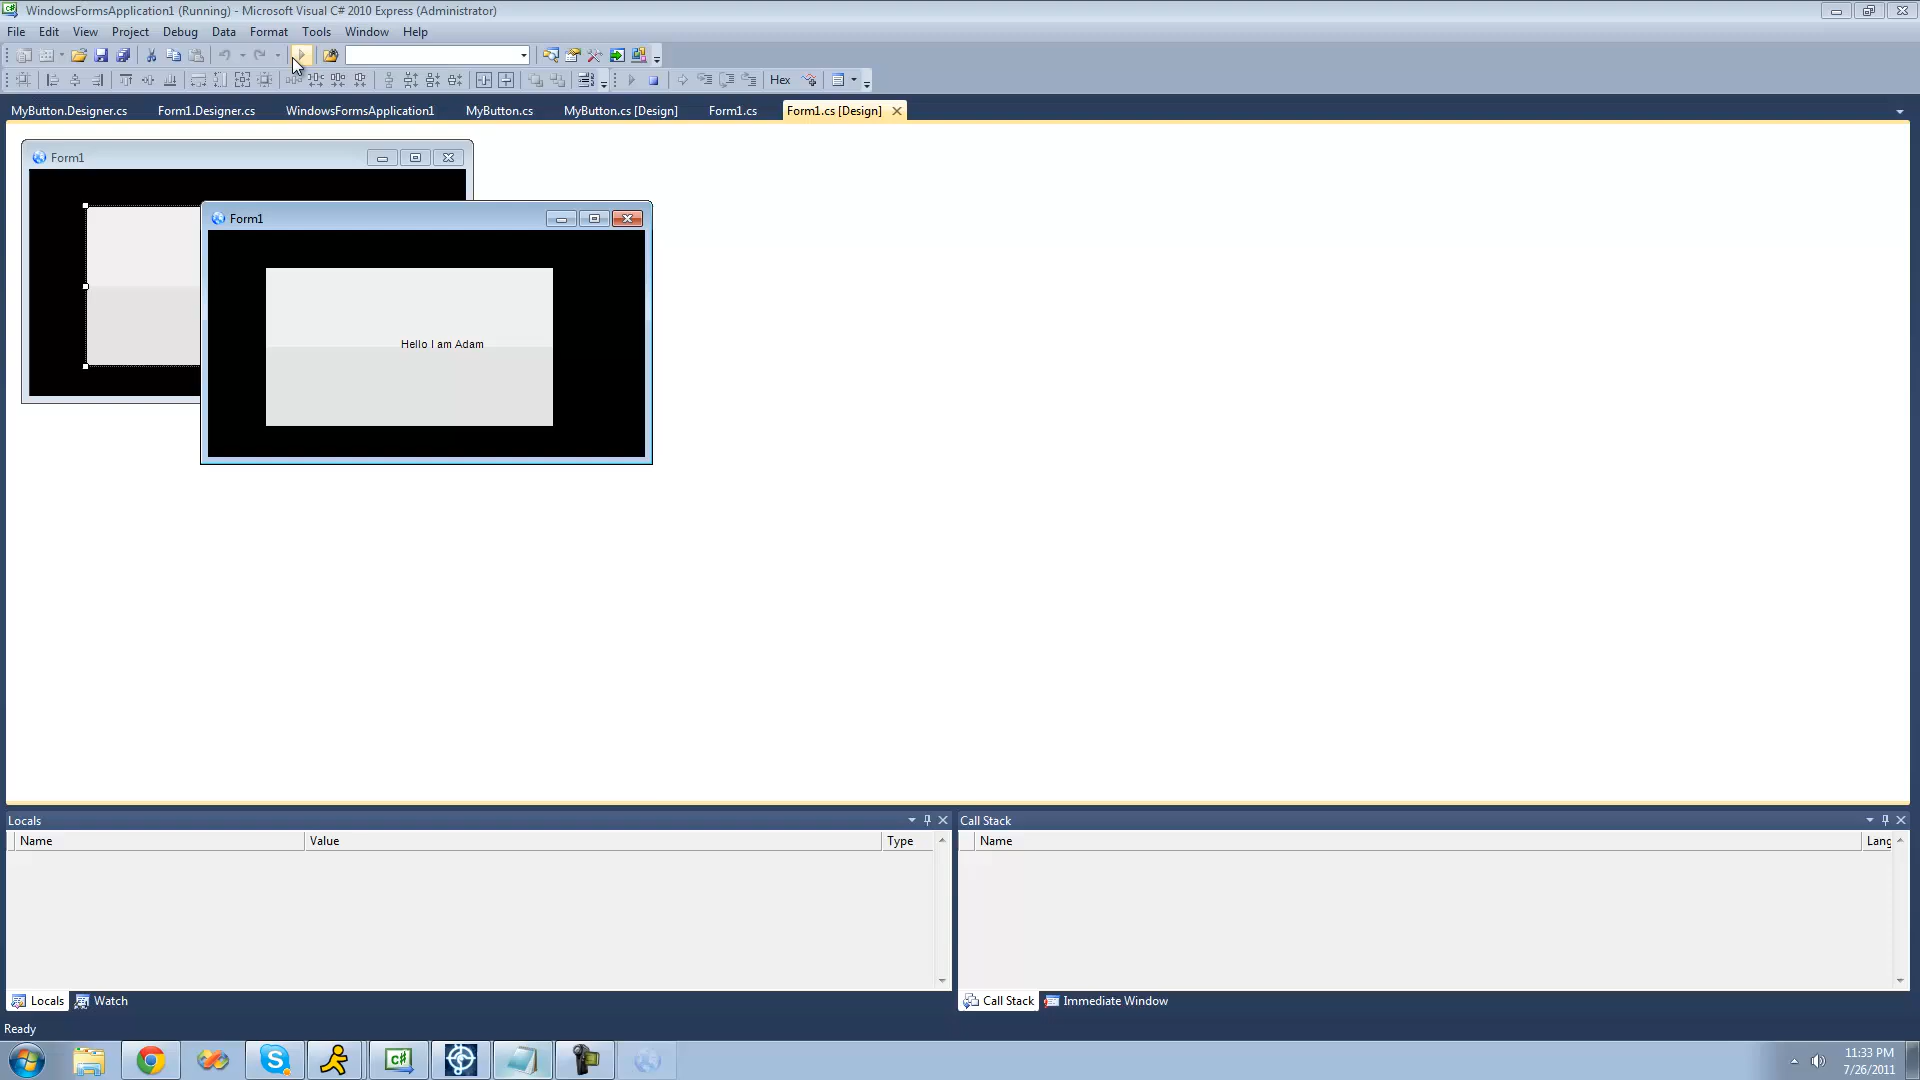 WindowsFormsApplication1 (Running) - Microsoft Visual C# 2010 Express (Administrator)
File Edit View Project Debug Data Format Tools Window Help
Hex
MyButton.Designer.cs Form1.Designer.cs WindowsFormsApplication1 MyButton.cs MyButton.cs [Design] Form1.cs Form1.cs [Design]
Form1
Form1
Hello I am Adam
Locals
Name Value Type
Call Stack
Name Lang
Locals Watch
Call Stack Immediate Window
Ready
C#
11:33 PM
7/26/2011